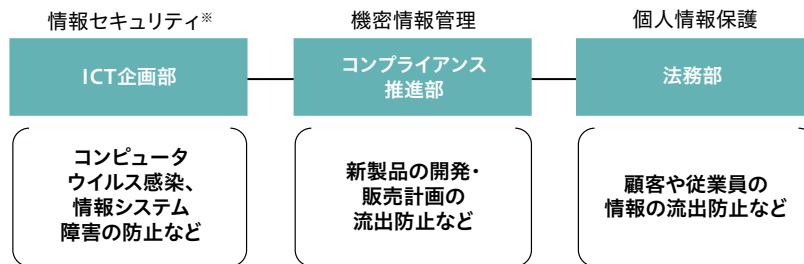 情報セキュリティ※
ICT企画部
コンピュータ
ウイルス感染、
情報システム
障害の防止など
機密情報管理
コンプライアンス
推進部
新製品の開発・
販売計画の
流出防止など
個人情報保護
法務部
顧客や従業員の
情報の流出防止など